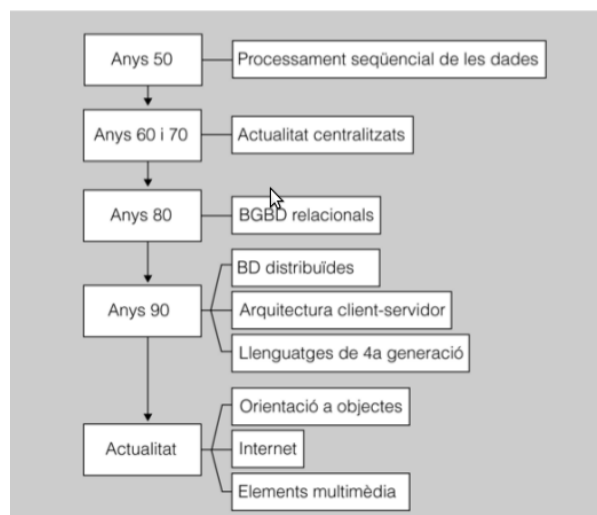 Anys 50
Processament seqüencial de les dades
Anys 60 i 70
Actualitat centralitzats
Anys 80
BGBD relacionals
Anys 90
BD distribuïdes
Arquitectura client-servidor
Llenguatges de 4a generació
Actualitat
Orientació a objectes
Internet
Elements multimèdia